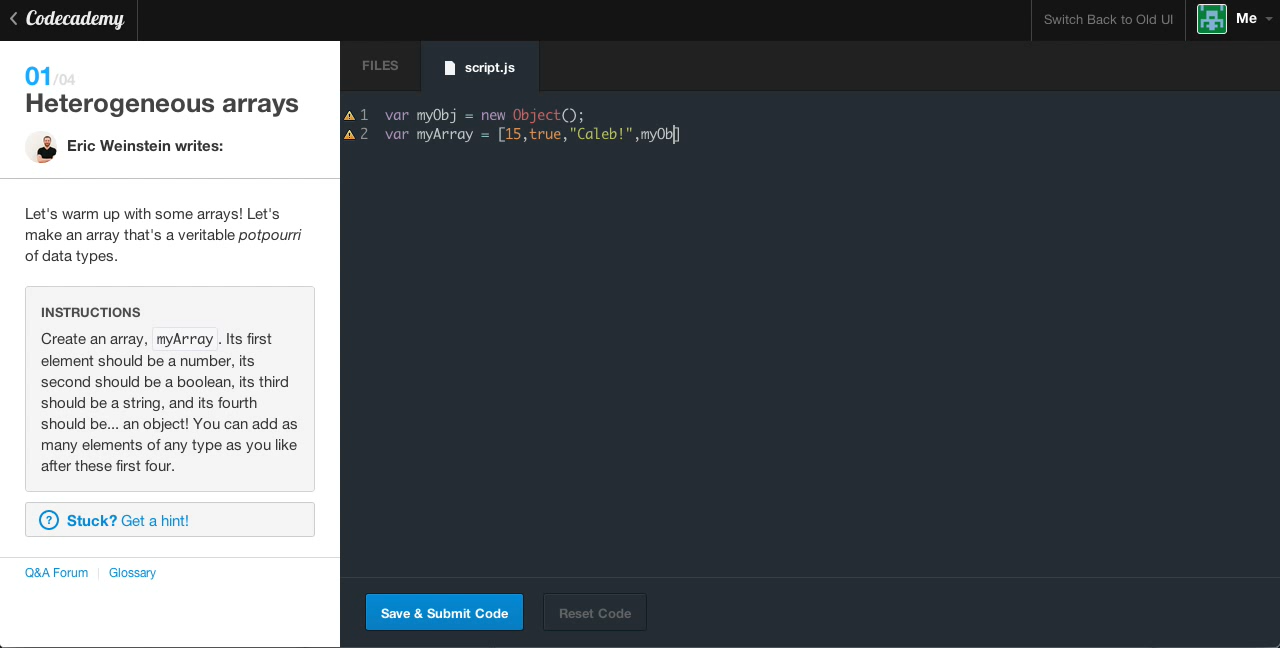 Codecademy
Switch Back to Old UI
Me
01/04
Heterogeneous arrays
Eric Weinstein writes:
Let's warm up with some arrays! Let's
make an array that's a veritable potpourri
of data types.
INSTRUCTIONS
Create an array, myArray. Its first
element should be a number, its
second should be a boolean, its third
should be a string, and its fourth
should be... an object! You can add as
many elements of any type as you like
after these first four.
? Stuck? Get a hint!
Q&A Forum | Glossary
FILES
script.js
1 var myObj = new Object();
2 var myArray = [15,true,"Caleb!",myOb]
Save & Submit Code
Reset Code